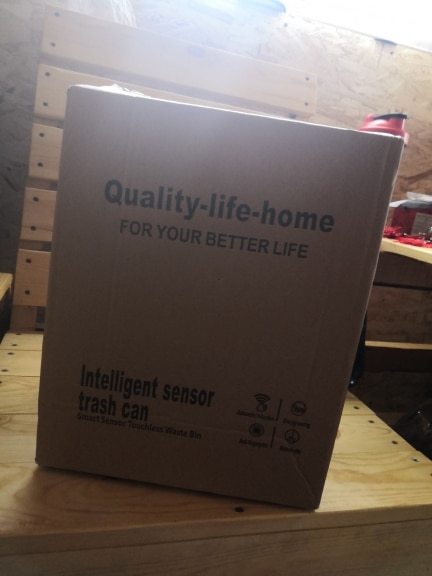 Quality-life-home
FOR YOUR BETTER LIFE
Intelligent sensor
trash can
Smart Sensor Touchless Waste Bin